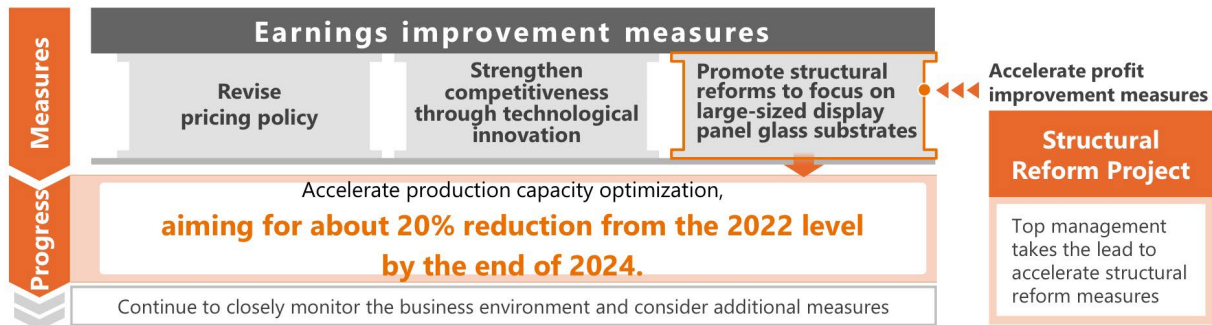 Measures
Earnings improvement measures
Revise
pricing policy
Strengthen
competitiveness
through technological
innovation
Promote structural
reforms to focus on
large-sized display
panel glass substrates
Accelerate profit
improvement measures
Structural
Reform Project
Top management
takes the lead to
accelerate structural
reform measures
Progress
Accelerate production capacity optimization,
aiming for about 20% reduction from the 2022 level
by the end of 2024.
Continue to closely monitor the business environment and consider additional measures